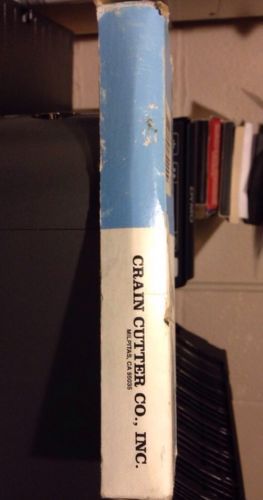 CRAIN CUTTER CO., INC.
MILPITAS, CA 95035